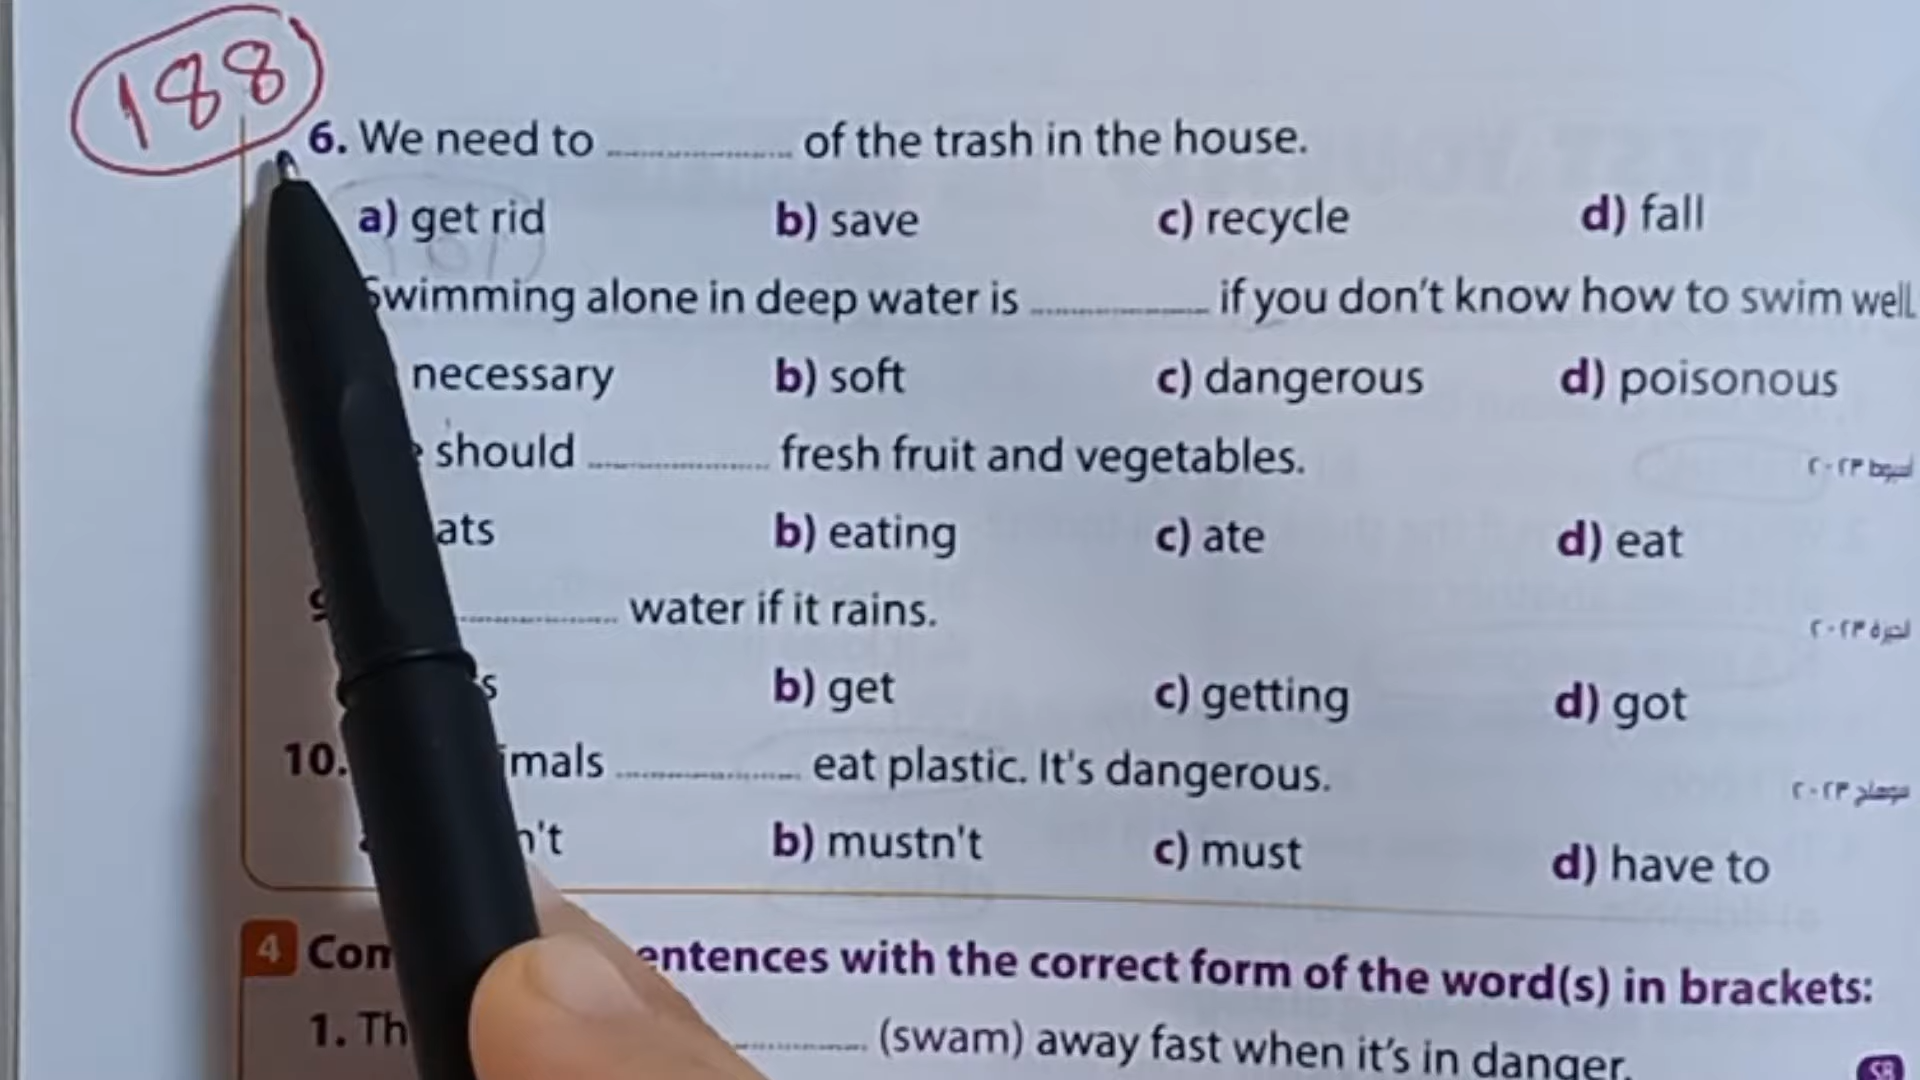 188
6. We need to ............ of the trash in the house.
a) get rid b) save c) recycle d) fall
Swimming alone in deep water is ............ if you don't know how to swim well.
necessary b) soft c) dangerous d) poisonous
should ............ fresh fruit and vegetables.
ats b) eating c) ate d) eat
............ water if it rains.
s b) get c) getting d) got
10. imals ............ eat plastic. It's dangerous.
n't b) mustn't c) must d) have to
4 Com entences with the correct form of the word(s) in brackets:
1. Th ............ (swam) away fast when it's in danger.